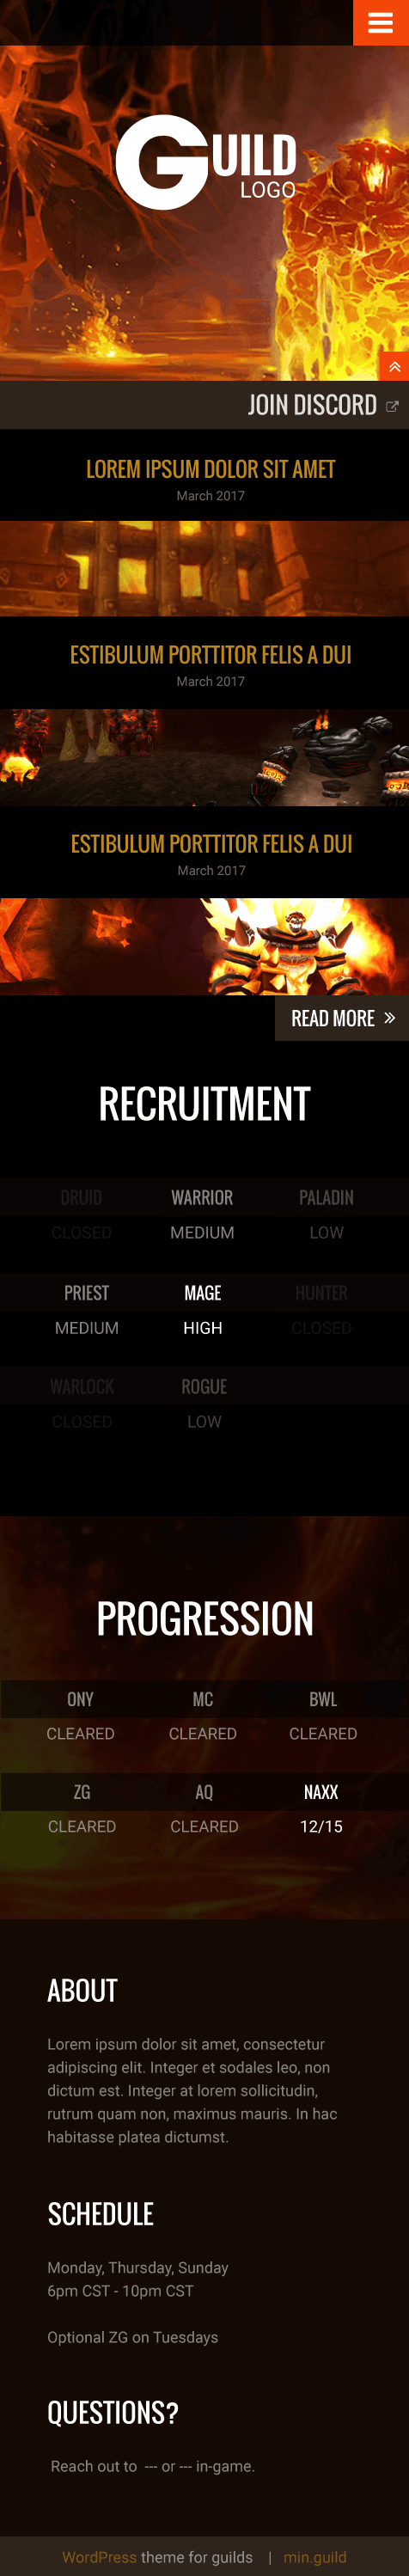 GUILD
LOGO
JOIN DISCORD
LOREM IPSUM DOLOR SIT AMET
March 2017
ESTIBULUM PORTTITOR FELIS A DUI
March 2017
ESTIBULUM PORTTITOR FELIS A DUI
March 2017
READ MORE »
RECRUITMENT
DRUID WARRIOR PALADIN
CLOSED MEDIUM LOW
PRIEST MAGE HUNTER
MEDIUM HIGH CLOSED
WARLOCK ROGUE
CLOSED LOW
PROGRESSION
ONY MC BWL
CLEARED CLEARED CLEARED
ZG AQ NAXX
CLEARED CLEARED 12/15
ABOUT
Lorem ipsum dolor sit amet, consectetur
adipiscing elit. Integer et sodales leo, non
dictum est. Integer at lorem sollicitudin,
rutrum quam non, maximus mauris. In hac
habitasse platea dictumst.
SCHEDULE
Monday, Thursday, Sunday
6pm CST - 10pm CST
Optional ZG on Tuesdays
QUESTIONS?
Reach out to --- or --- in-game.
WordPress theme for guilds | min.guild